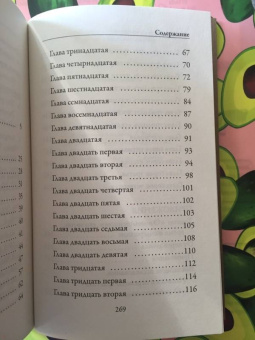 Содержание
Глава тринадцатая 67
Глава четырнадцатая 70
Глава пятнадцатая 72
Глава шестнадцатая 79
Глава семнадцатая 84
Глава восемнадцатая 87
Глава девятнадцатая 90
Глава двадцатая 91
Глава двадцать первая 93
Глава двадцать вторая 94
Глава двадцать третья 98
Глава двадцать четвертая 101
Глава двадцать пятая 103
Глава двадцать шестая 105
Глава двадцать седьмая 108
Глава двадцать восьмая 110
Глава двадцать девятая 111
Глава тридцатая 112
Глава тридцать первая 114
Глава тридцать вторая 116
269